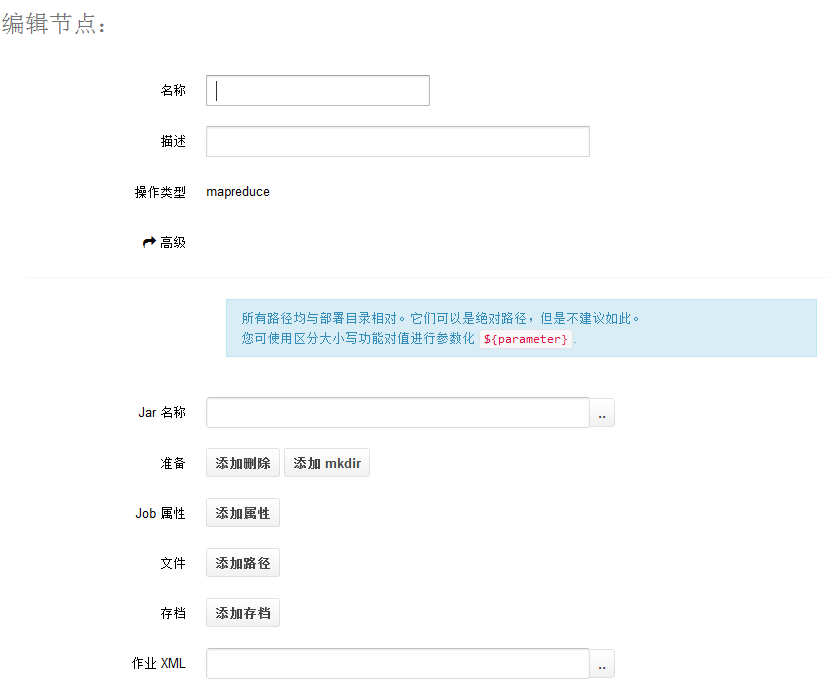 编辑节点：
名称
描述
操作类型 mapreduce
高级
所有路径均与部署目录相对。它们可以是绝对路径，但是不建议如此。
您可使用区分大小写功能对值进行参数化 ${parameter} .
Jar 名称 ..
准备 添加删除 添加 mkdir
Job 属性 添加属性
文件 添加路径
存档 添加存档
作业 XML ..